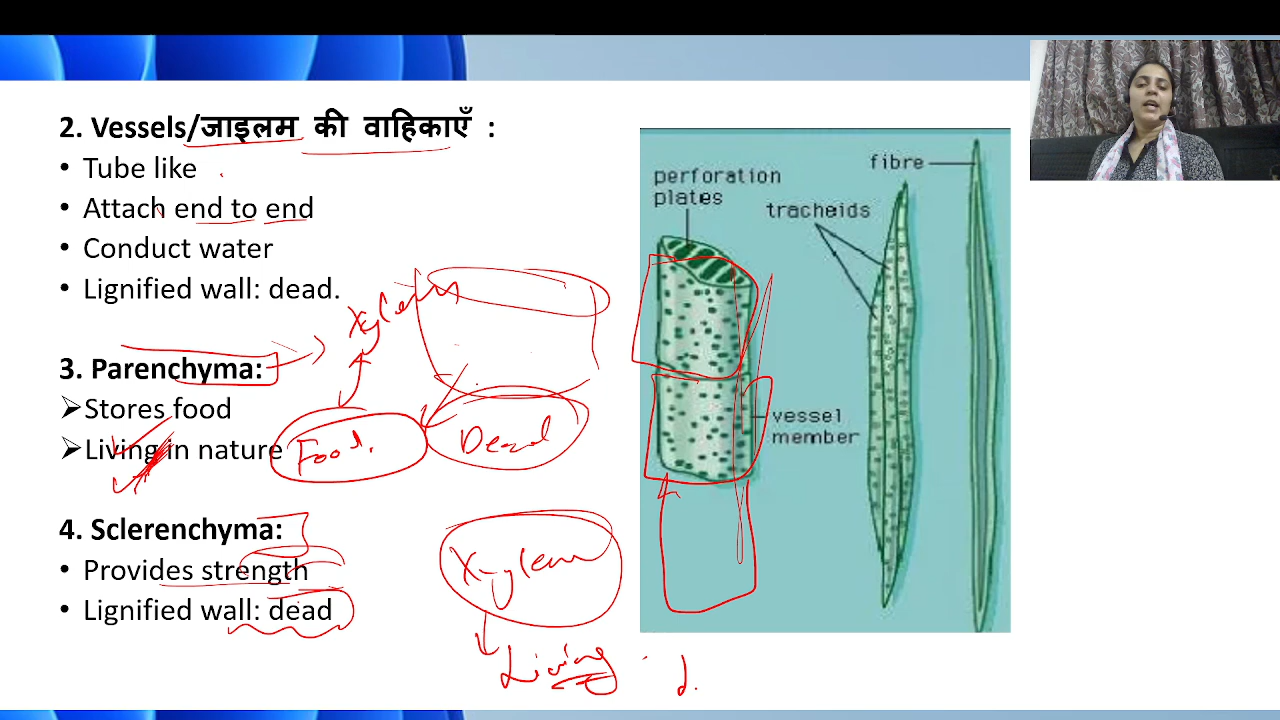 2. Vessels/जाइलम की वाहिकाएँ :
• Tube like
• Attach end to end
• Conduct water
• Lignified wall: dead.
3. Parenchyma:
➤Stores food
➤Living in nature
4. Sclerenchyma:
• Provides strength
• Lignified wall: dead
Xylem
Food.
Dead
Xylem
Living
d.
perforation
plates
tracheids
fibre
vessel
member